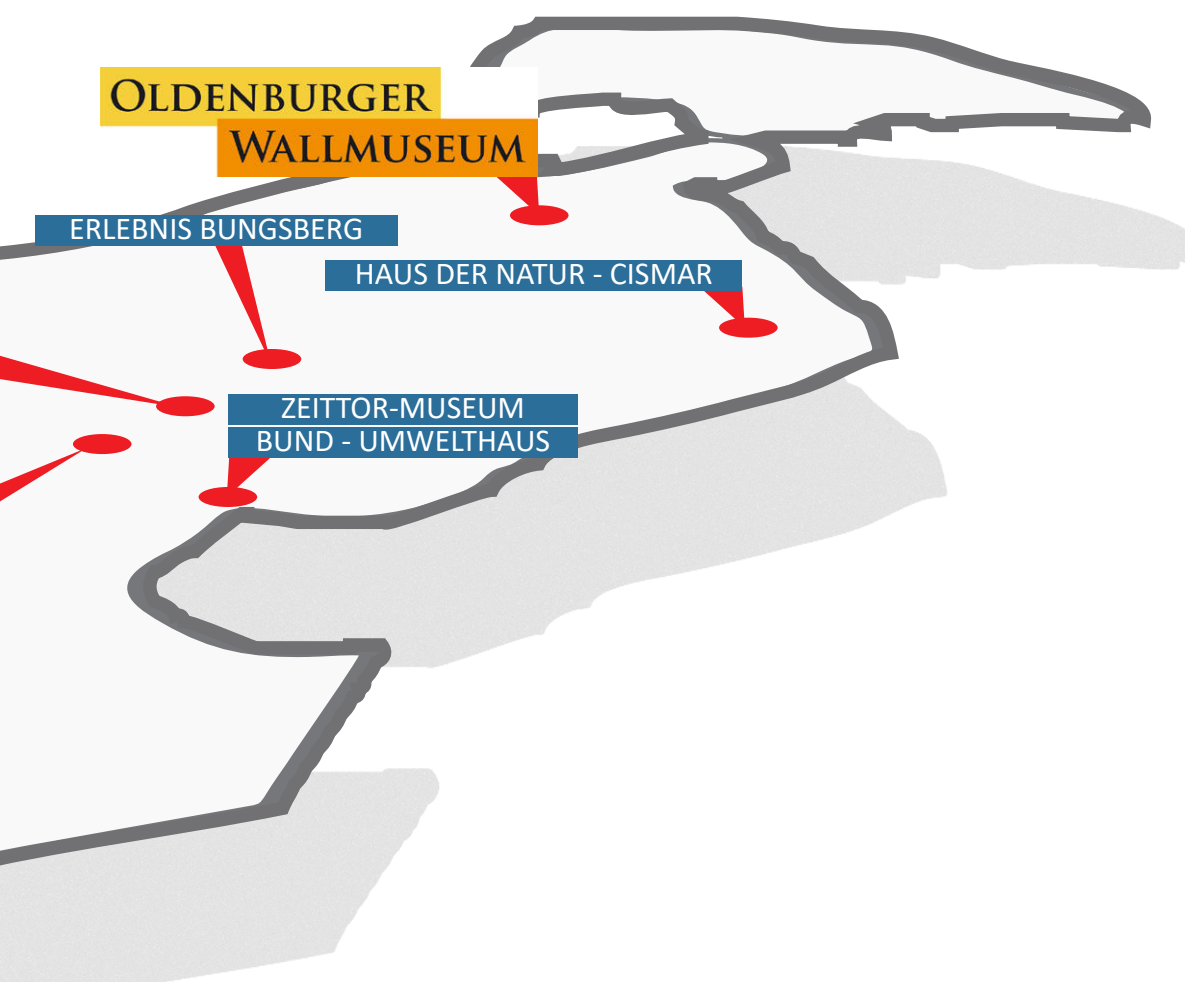 OLDENBURGER
WALLMUSEUM
ERLEBNIS BUNGSBERG
HAUS DER NATUR - CISMAR
ZEITTOR-MUSEUM
BUND - UMWELTHAUS